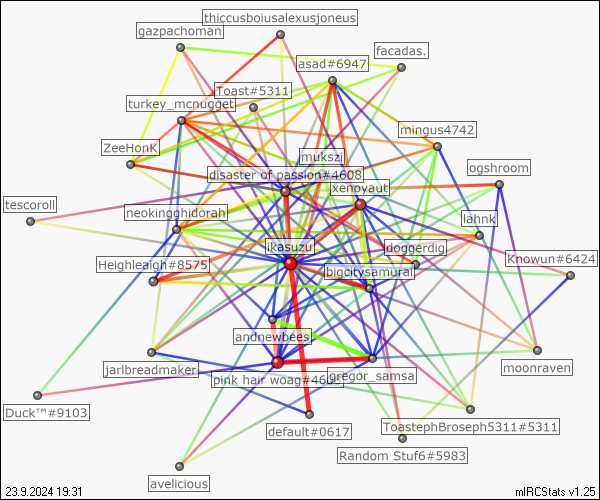 thiccusboiusalexusjoneus
gazpachoman
facadas.
asad#6947
Toast#5311
turkey_mcnugget
mingus4742
ZeeHonK
mukszi
ogshroom
disaster of passion#4608
xenovaut
tescoroll
neokingghidorah
lahnk
ikasuzu
doggerdig
Knowun#6424
Heighleaigh#8575
bigcitysamurai
andnewbees
moonraven
jarlbreadmaker
pink hair woag#46
gregor_samsa
Duck™#9103
default#0617
ToastephBroseph5311#5311
Random Stuf6#5983
avelicious
23.9.2024 19:31
mIRCStats v1.25